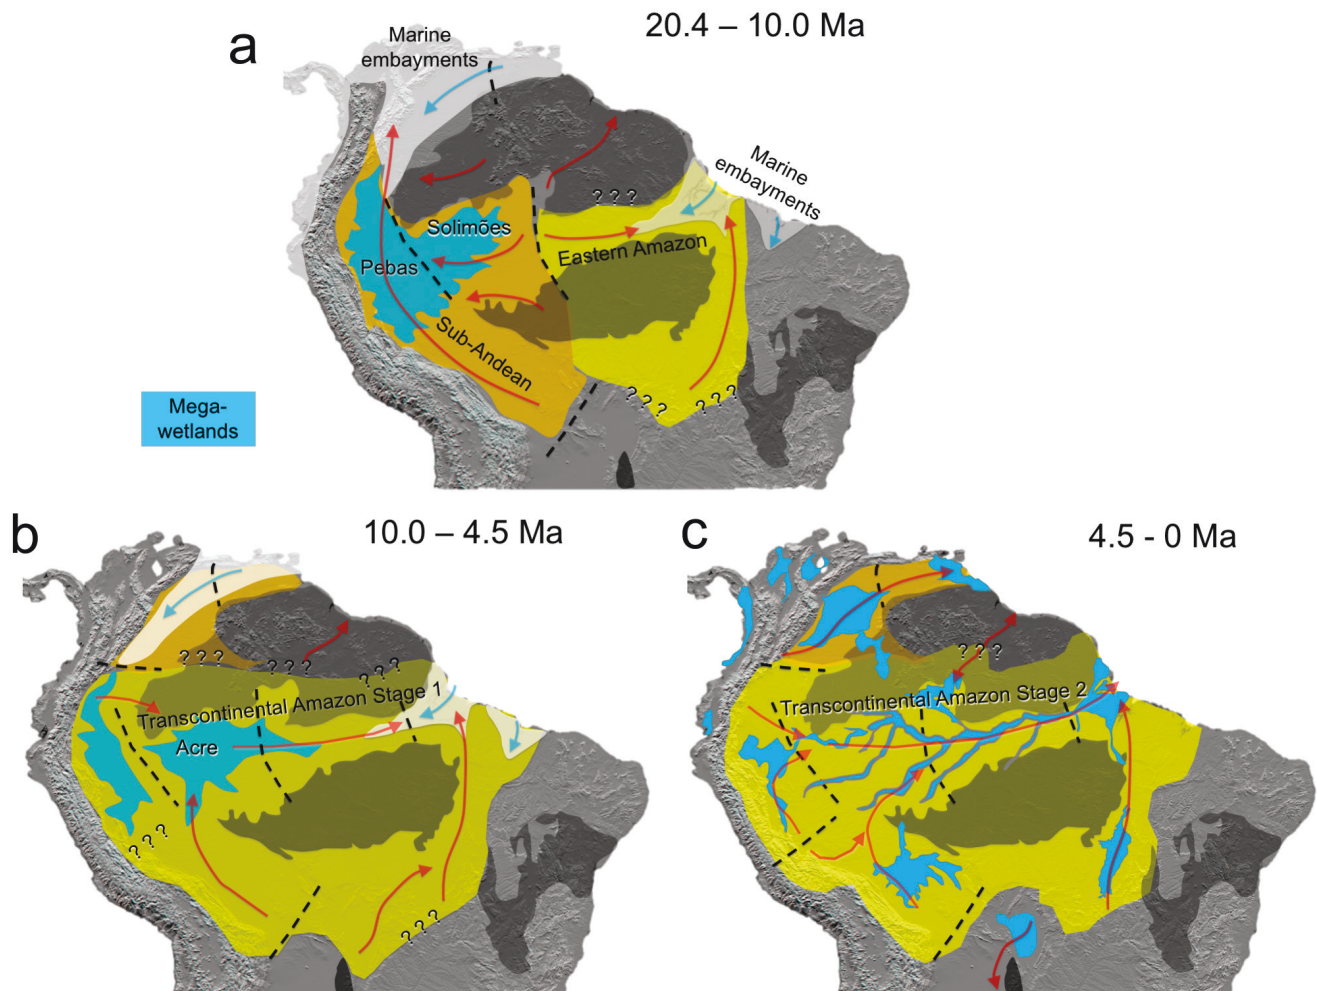 a
20.4 – 10.0 Ma
Marine
embayments
Marine
embayments
? ? ?
Solimões
Eastern Amazon
Pebas
Sub-Andean
? ? ?
? ? ?
Mega-
wetlands
b
10.0 – 4.5 Ma
? ? ?
? ? ?
? ? ?
Transcontinental Amazon Stage 1
Acre
? ? ?
? ? ?
c
4.5 - 0 Ma
? ? ?
Transcontinental Amazon Stage 2